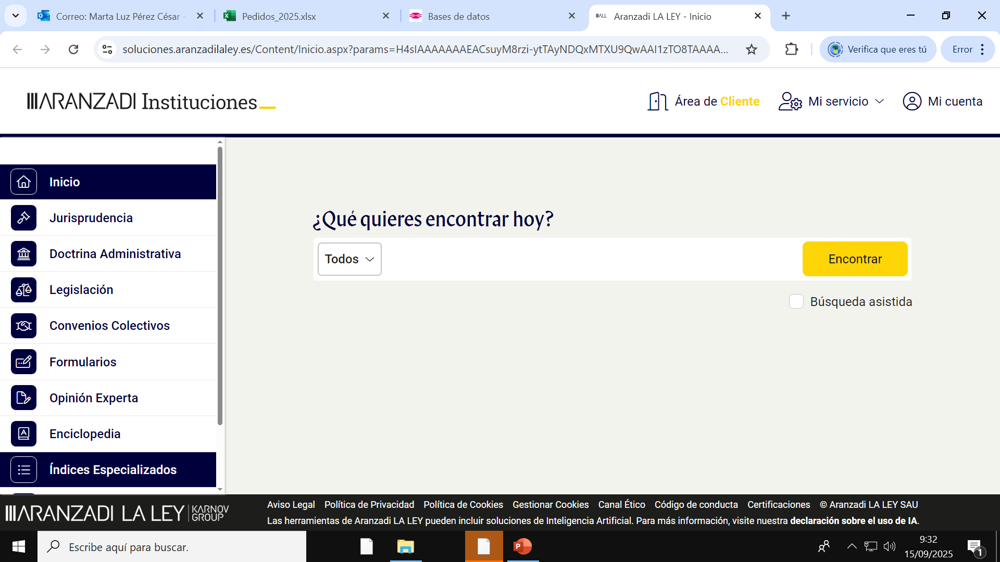 Correo: Marta Luz Pérez César -
Pedidos_2025.xlsx
Bases de datos
Aranzadi LA LEY - Inicio
soluciones.aranzadilaley.es/Content/Inicio.aspx?params=H4sIAAAAAAAEACsuyM8rzi-ytTAyNDQxMTXU9QwAAI1zTO8TAAAA...
Verifica que eres tú
Error
ARANZADI Instituciones
Área de Cliente
Mi servicio
Mi cuenta
Inicio
Jurisprudencia
Doctrina Administrativa
Legislación
Convenios Colectivos
Formularios
Opinión Experta
Enciclopedia
Índices Especializados
¿Qué quieres encontrar hoy?
Todos
Encontrar
Búsqueda asistida
ARANZADI LA LEY KARNOV GROUP
Aviso Legal Política de Privacidad Política de Cookies Gestionar Cookies Canal Ético Código de conducta Certificaciones © Aranzadi LA LEY SAU
Las herramientas de Aranzadi LA LEY pueden incluir soluciones de Inteligencia Artificial. Para más información, visite nuestra declaración sobre el uso de IA.
Escribe aquí para buscar.
9:32
15/09/2025
1